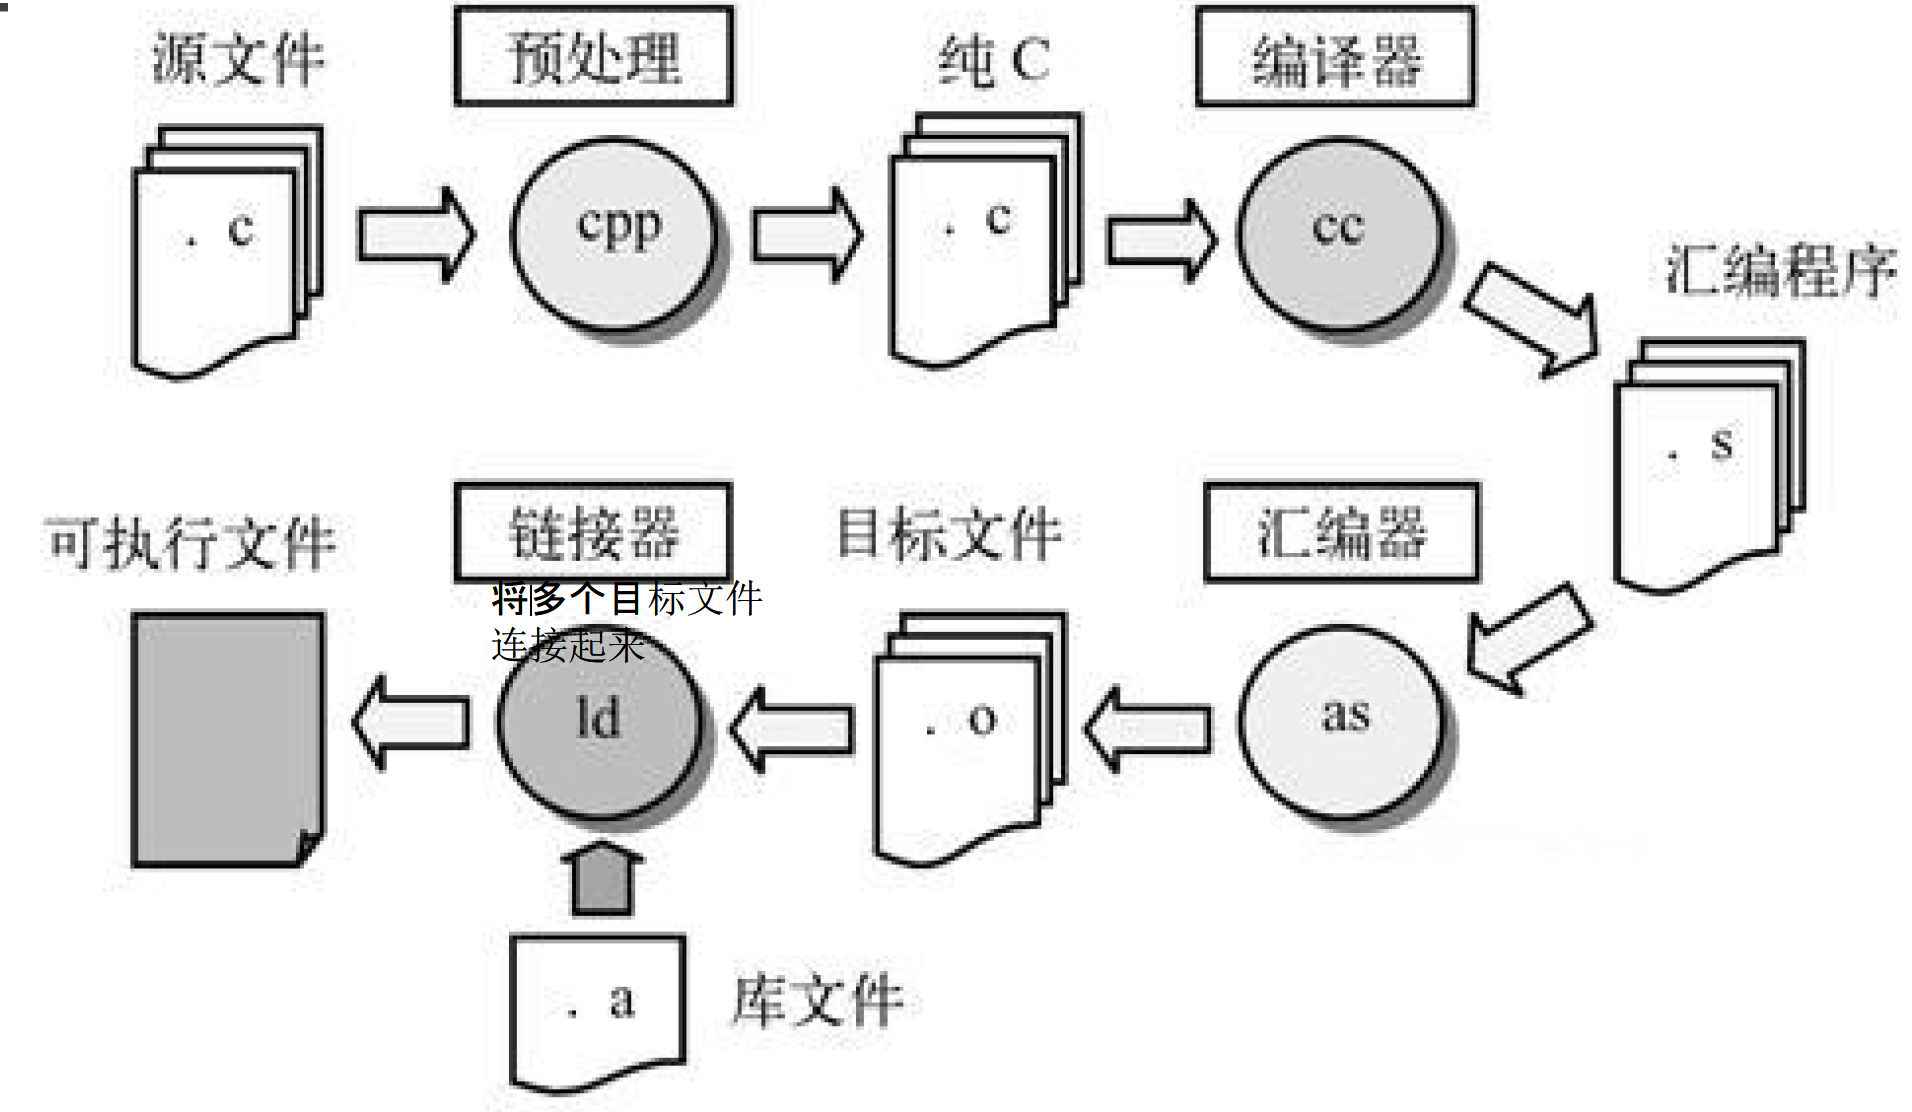 源文件
预处理
纯 C
编译器
. c
cpp
. c
cc
汇编程序
. s
可执行文件
链接器
目标文件
汇编器
将多个目标文件
连接起来
ld
. o
as
. a
库文件